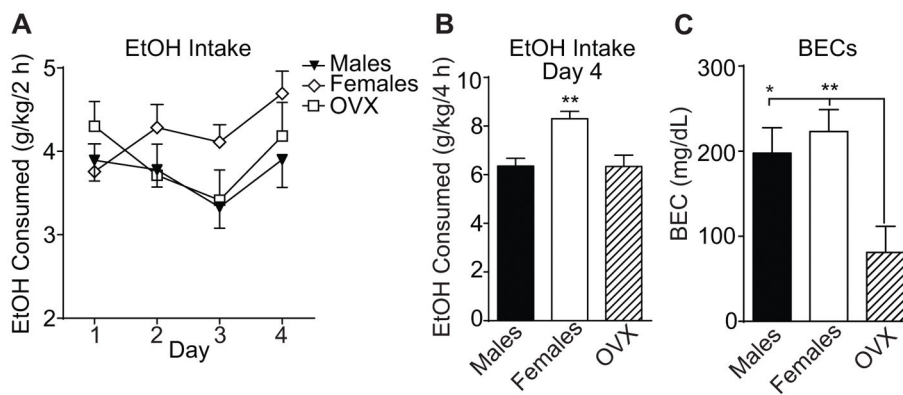 A
EtOH Intake
Males
Females
OVX
EtOH Consumed (g/kg/2 h)
5
4
3
2
1 2 3 4
Day
B
EtOH Intake
Day 4
EtOH Consumed (g/kg/4 h)
10
8
6
4
2
0
**
Males
Females
OVX
C
BECs
BEC (mg/dL)
300
200
100
0
* **
Males
Females
OVX